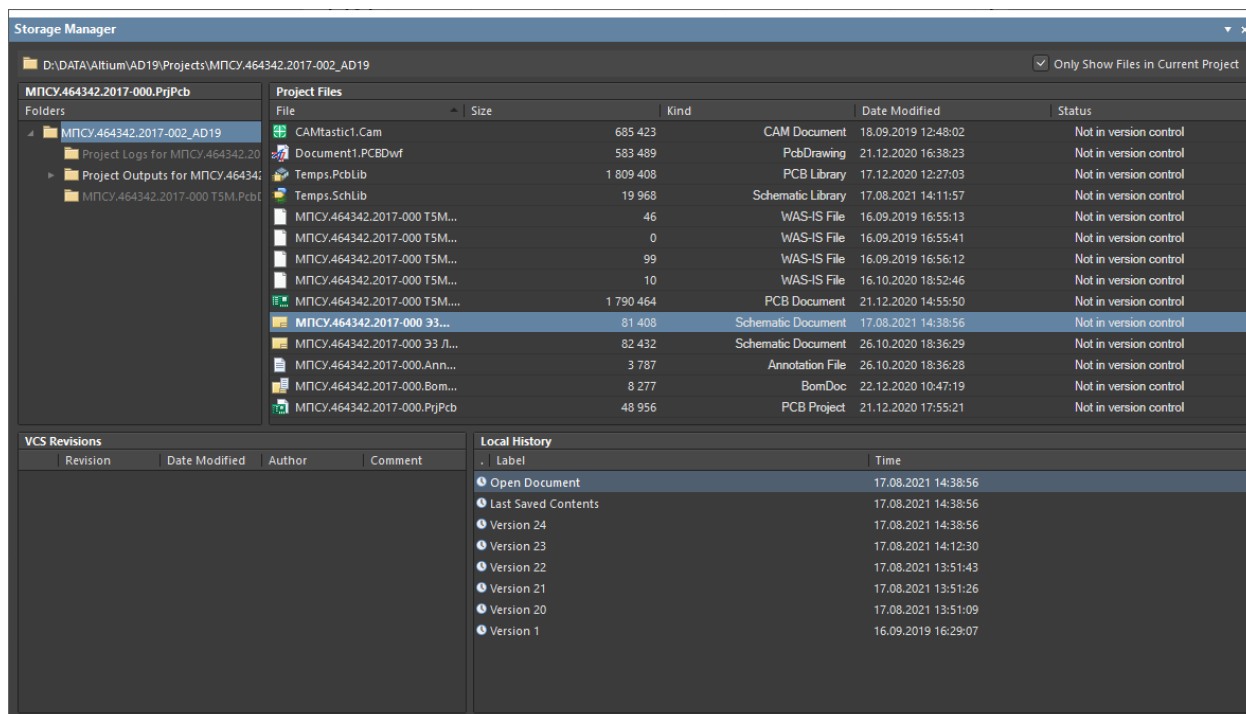 Storage Manager
D:\DATA\Altium\AD19\Projects\МПСУ.464342.2017-002_AD19 Only Show Files in Current Project
МПСУ.464342.2017-000.PrjPcb
Folders
МПСУ.464342.2017-002_AD19
Project Logs for МПСУ.464342.20
Project Outputs for МПСУ.464342
МПСУ.464342.2017-000 T5M.PcbD
Project Files
File Size Kind Date Modified Status
CAMtastic1.Cam 685 423 CAM Document 18.09.2019 12:48:02 Not in version control
Document1.PCBDwf 583 489 PcbDrawing 21.12.2020 16:38:23 Not in version control
Temps.PcbLib 1 809 408 PCB Library 17.12.2020 12:27:03 Not in version control
Temps.SchLib 19 968 Schematic Library 17.08.2021 14:11:57 Not in version control
МПСУ.464342.2017-000 T5M... 46 WAS-IS File 16.09.2019 16:55:13 Not in version control
МПСУ.464342.2017-000 T5M... 0 WAS-IS File 16.09.2019 16:55:41 Not in version control
МПСУ.464342.2017-000 T5M... 99 WAS-IS File 16.09.2019 16:56:12 Not in version control
МПСУ.464342.2017-000 T5M... 10 WAS-IS File 16.10.2020 18:52:46 Not in version control
МПСУ.464342.2017-000 T5M.... 1 790 464 PCB Document 21.12.2020 14:55:50 Not in version control
МПСУ.464342.2017-000 Э3... 81 408 Schematic Document 17.08.2021 14:38:56 Not in version control
МПСУ.464342.2017-000 Э3 Л... 82 432 Schematic Document 26.10.2020 18:36:29 Not in version control
МПСУ.464342.2017-000.Ann... 3 787 Annotation File 26.10.2020 18:36:28 Not in version control
МПСУ.464342.2017-000.Bom... 8 277 BomDoc 22.12.2020 10:47:19 Not in version control
МПСУ.464342.2017-000.PrjPcb 48 956 PCB Project 21.12.2020 17:55:21 Not in version control
VCS Revisions
Revision Date Modified Author Comment
Local History
. Label Time
Open Document 17.08.2021 14:38:56
Last Saved Contents 17.08.2021 14:38:56
Version 24 17.08.2021 14:38:56
Version 23 17.08.2021 14:12:30
Version 22 17.08.2021 13:51:43
Version 21 17.08.2021 13:51:26
Version 20 17.08.2021 13:51:09
Version 1 16.09.2019 16:29:07